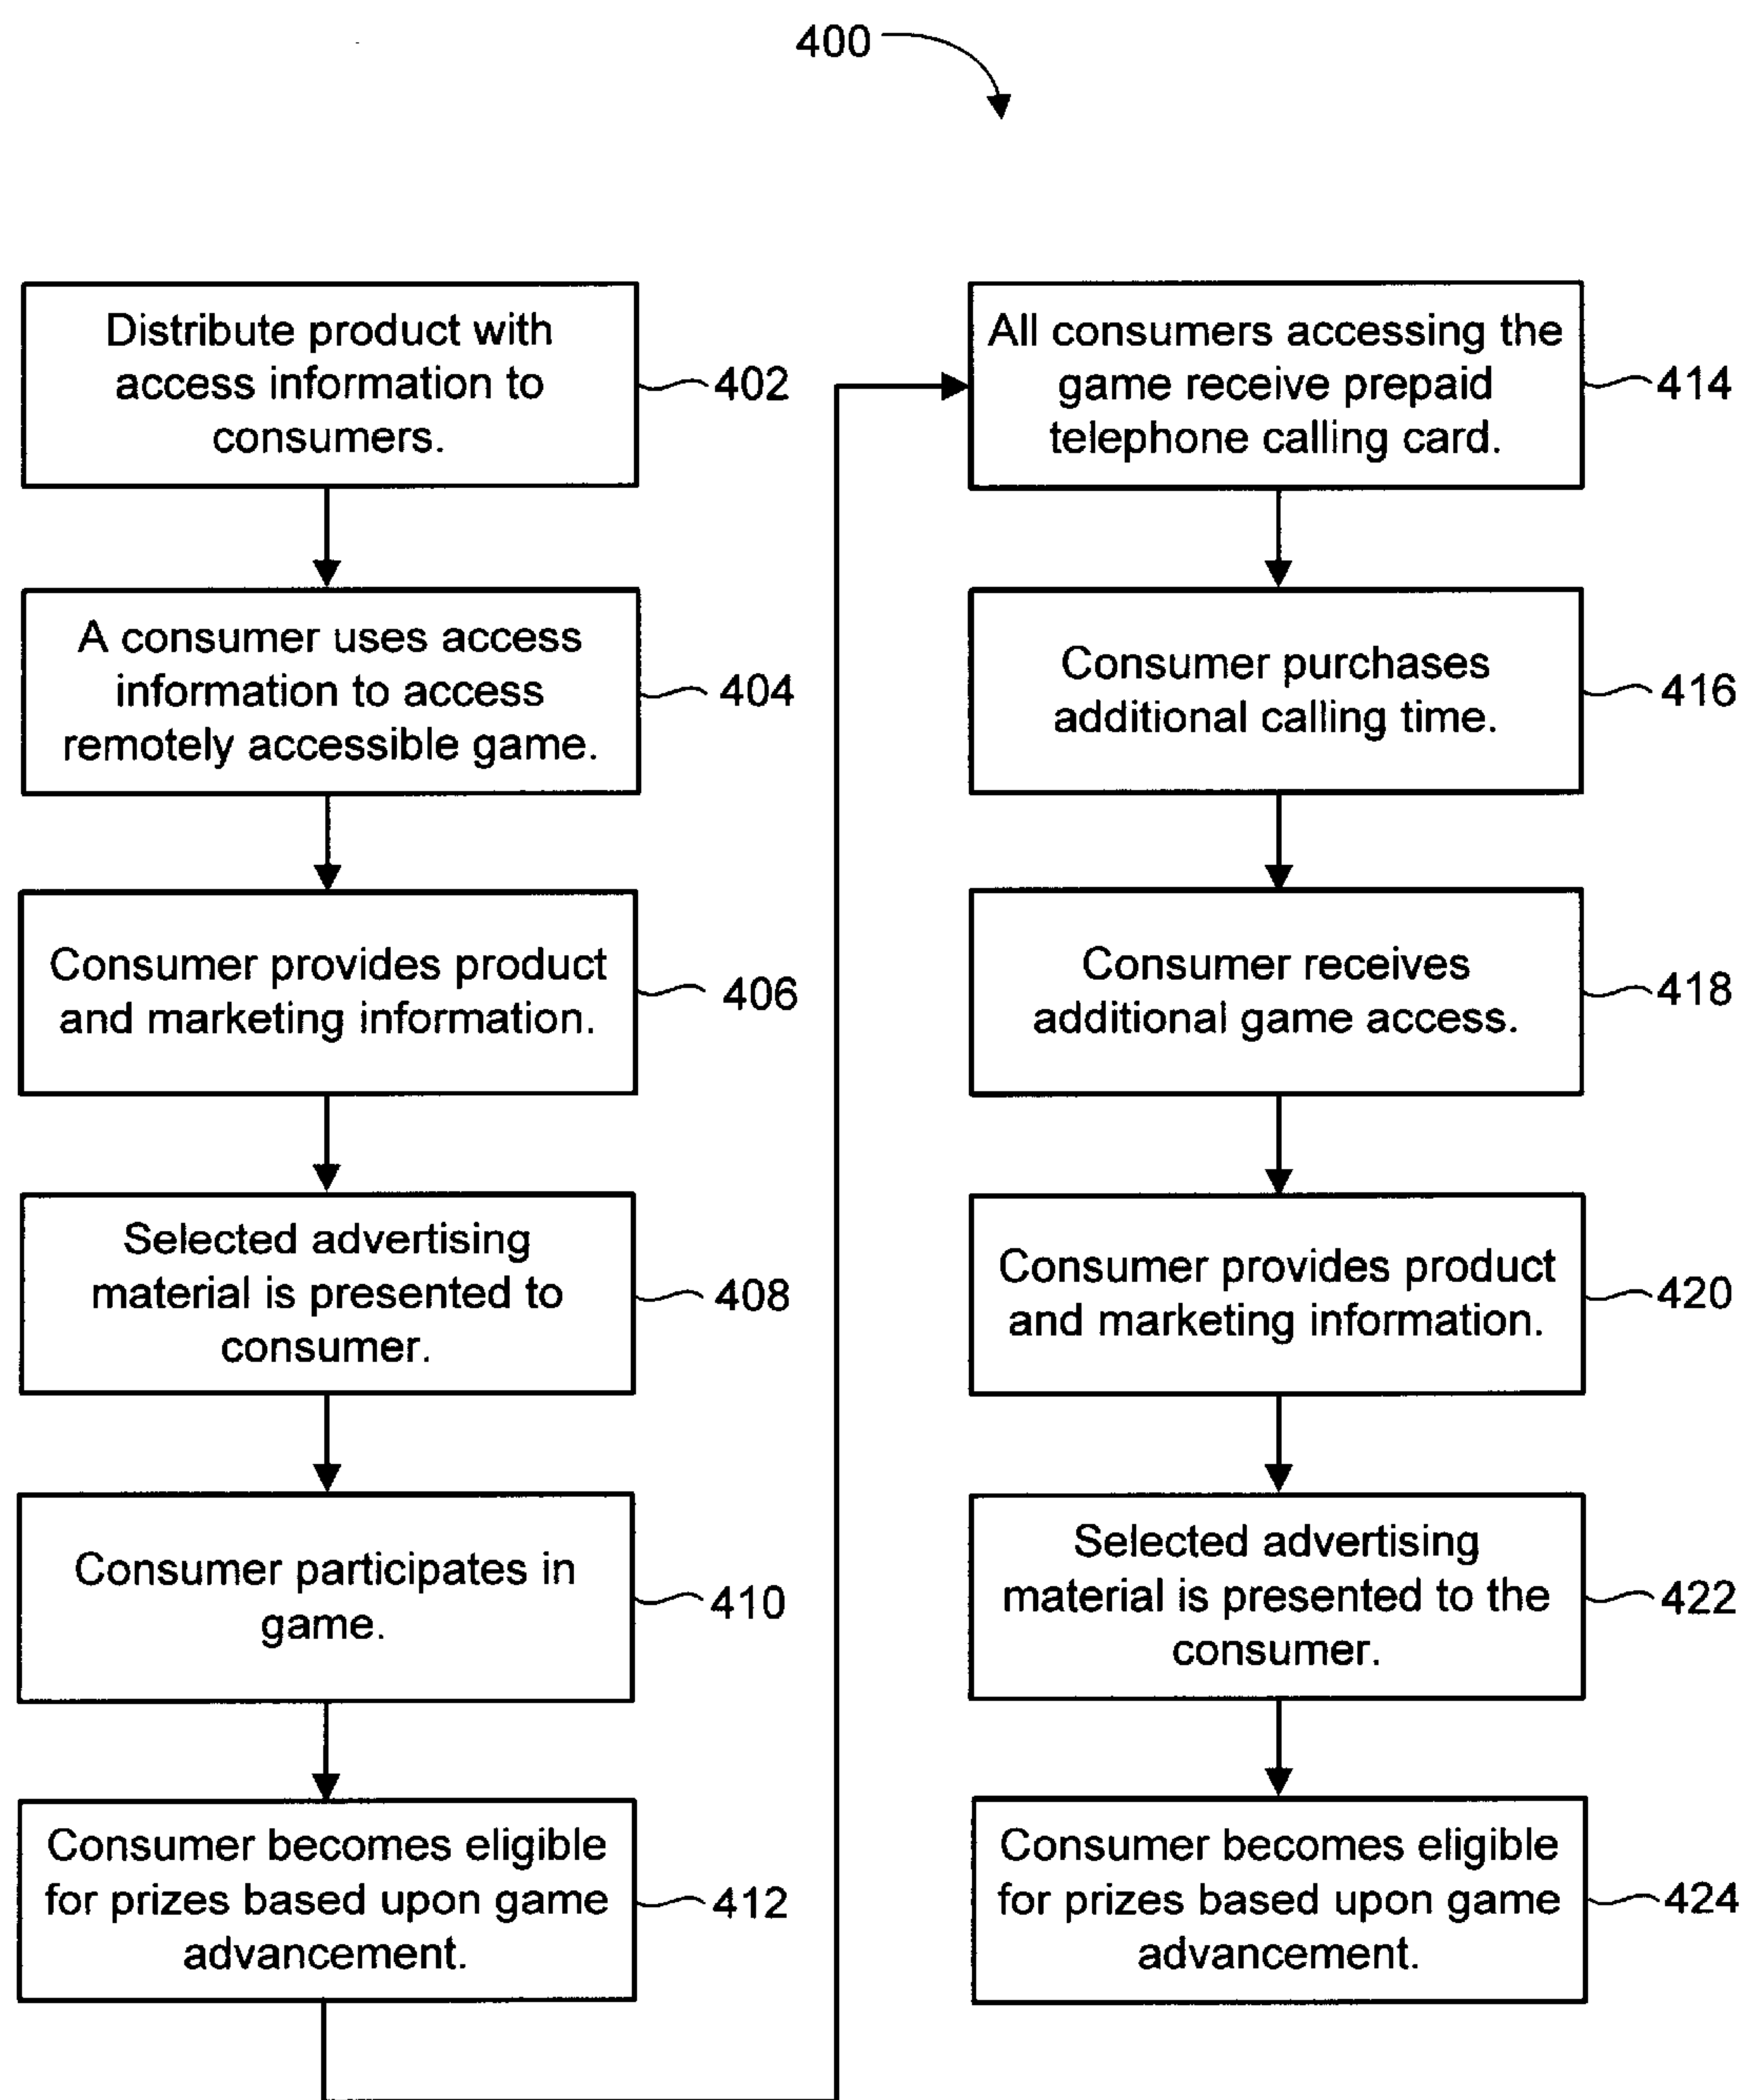 400
Distribute product with
access information to
consumers.
402
A consumer uses access
information to access
remotely accessible game.
404
Consumer provides product
and marketing information.
406
Selected advertising
material is presented to
consumer.
408
Consumer participates in
game.
410
Consumer becomes eligible
for prizes based upon game
advancement.
412
All consumers accessing the
game receive prepaid
telephone calling card.
414
Consumer purchases
additional calling time.
416
Consumer receives
additional game access.
418
Consumer provides product
and marketing information.
420
Selected advertising
material is presented to the
consumer.
422
Consumer becomes eligible
for prizes based upon game
advancement.
424